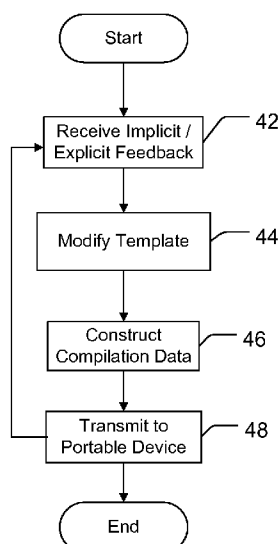 Start
Receive Implicit /
Explicit Feedback
42
Modify Template
44
Construct
Compilation Data
46
Transmit to
Portable Device
48
End